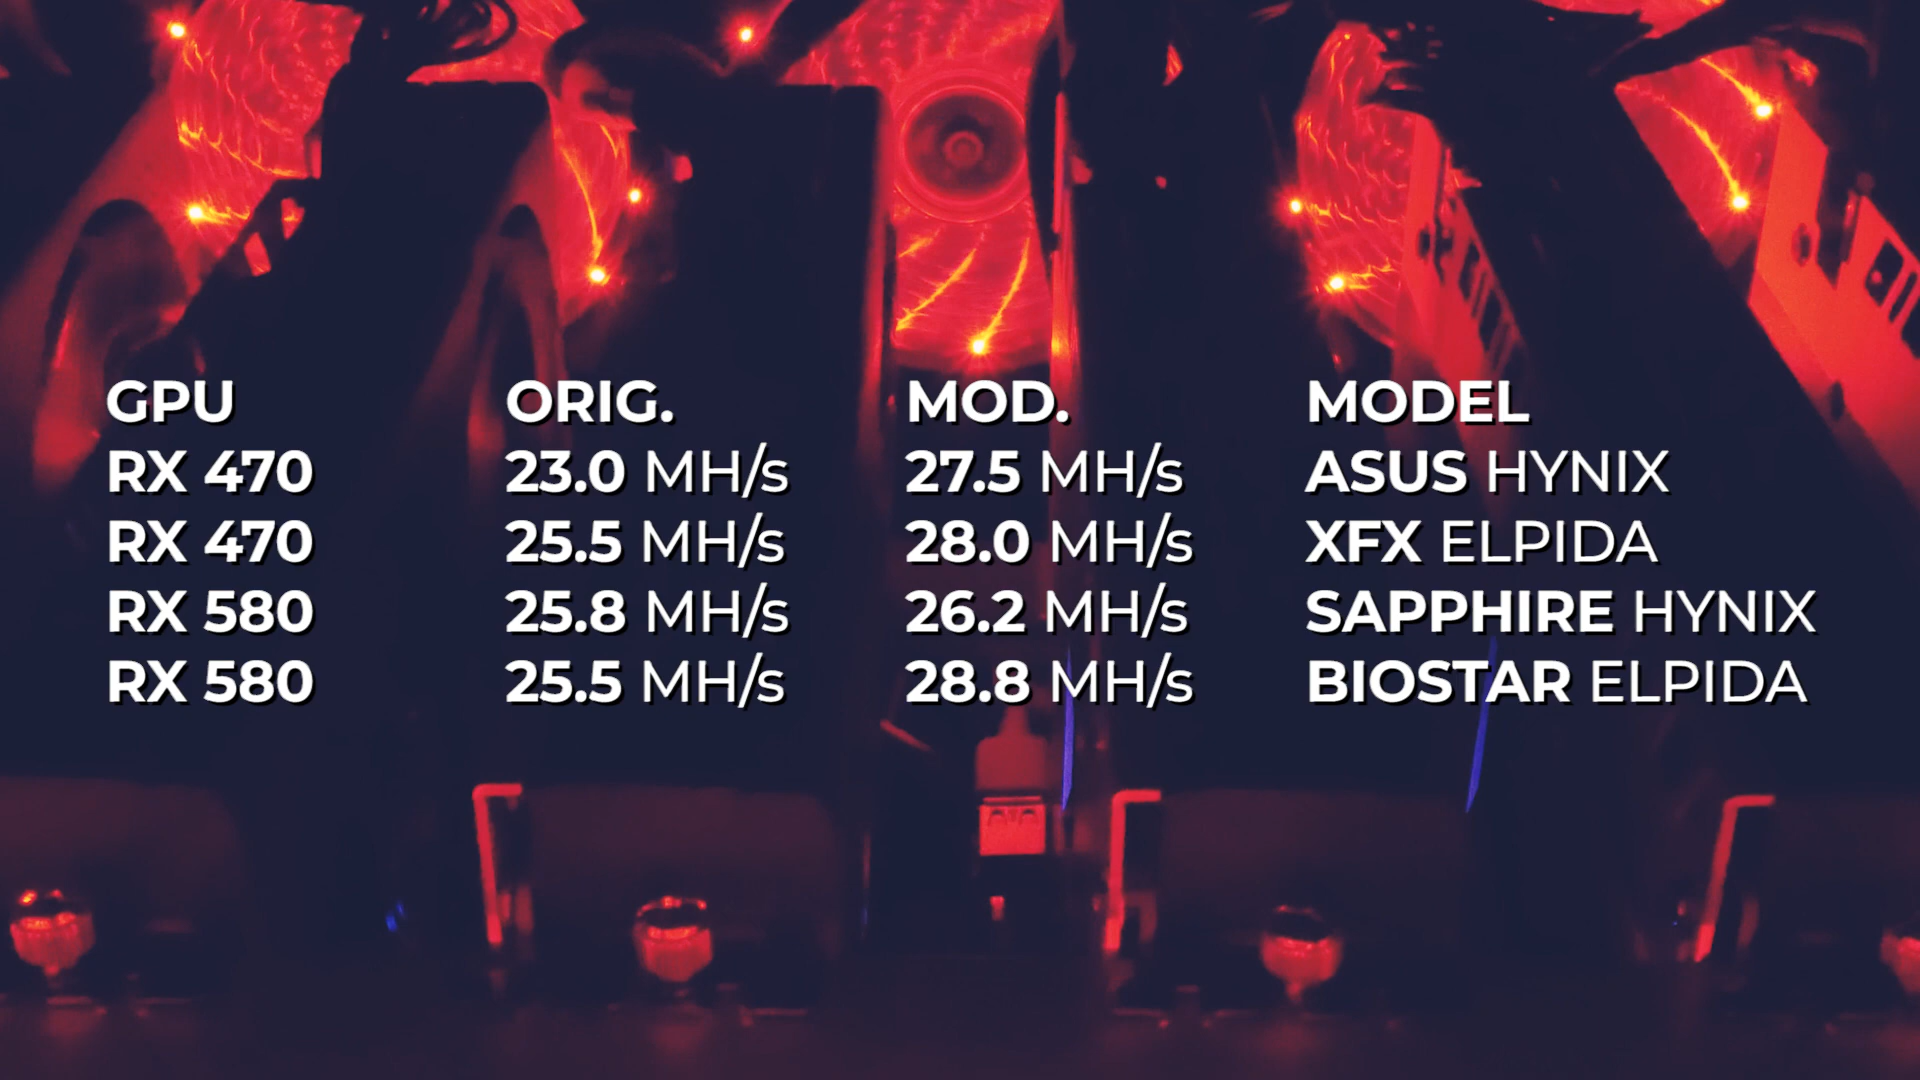 GPU ORIG. MOD. MODEL
RX 470 23.0 MH/s 27.5 MH/s ASUS HYNIX
RX 470 25.5 MH/s 28.0 MH/s XFX ELPIDA
RX 580 25.8 MH/s 26.2 MH/s SAPPHIRE HYNIX
RX 580 25.5 MH/s 28.8 MH/s BIOSTAR ELPIDA